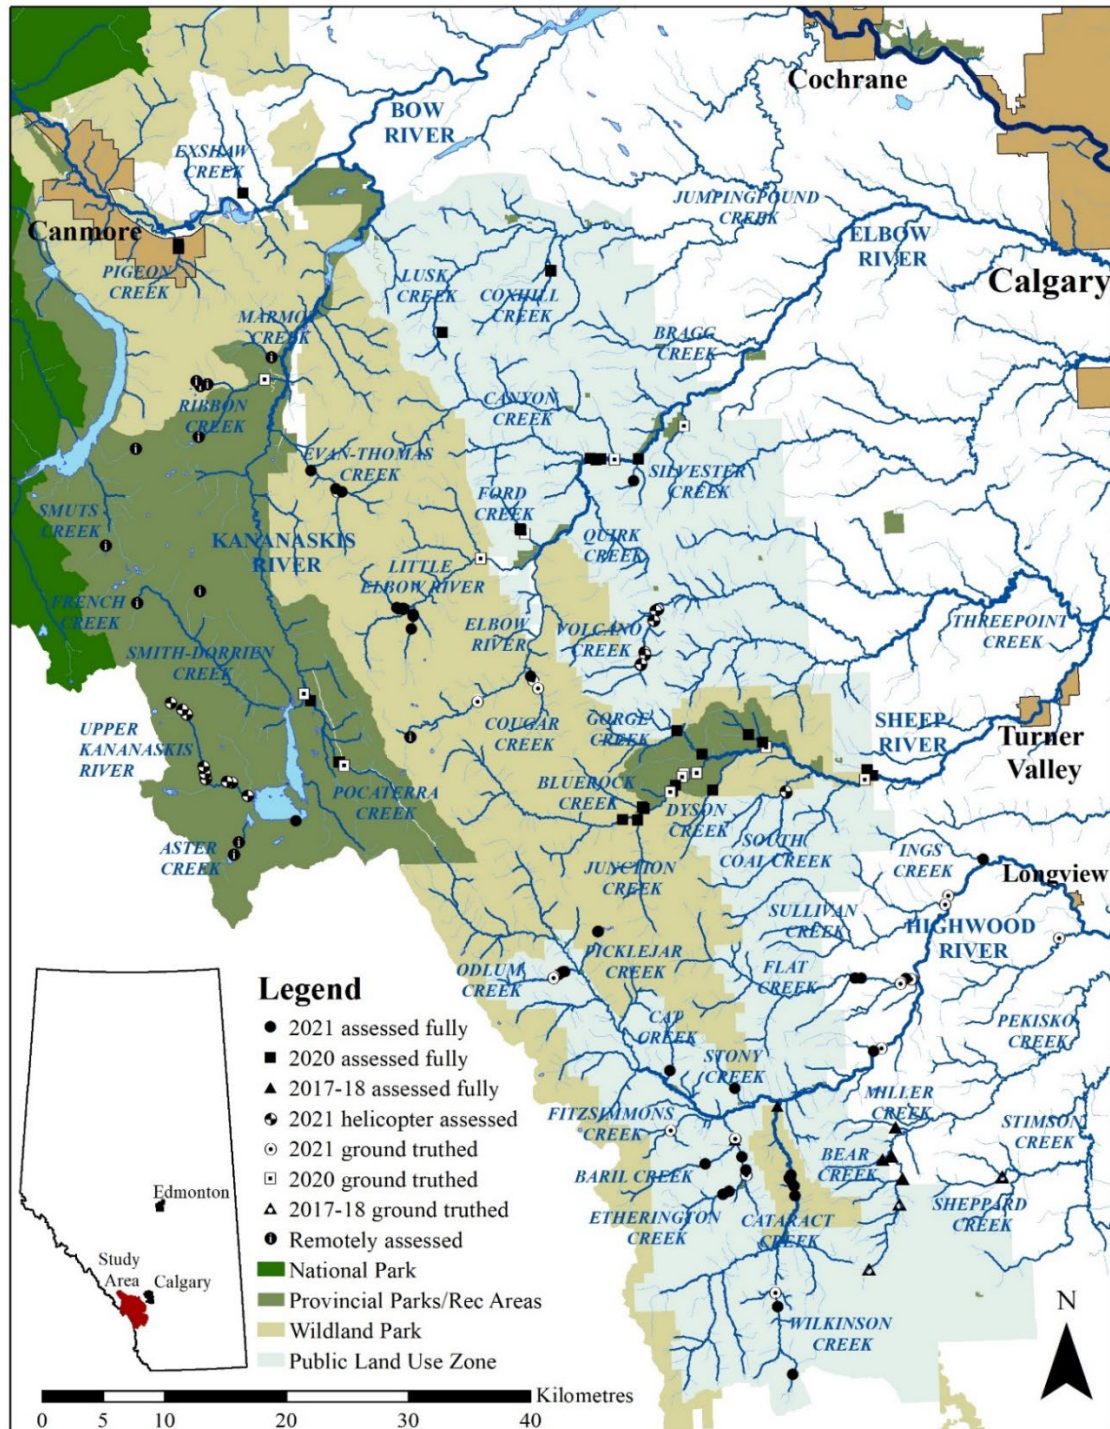 Cochrane
BOW
RIVER
EXSHAW
CREEK
JUMPINGPOUND
CREEK
ELBOW
RIVER
Canmore
PIGEON
CREEK
LUSK
CREEK
COXHILL
CREEK
Calgary
MARMOT
CREEK
BRAGG
CREEK
RIBBON
CREEK
CANYON
CREEK
EVAN-THOMAS
CREEK
SILVESTER
CREEK
FORD
CREEK
SMUTS
CREEK
KANANASKIS
RIVER
QUIRK
CREEK
LITTLE
ELBOW RIVER
FRENCH
CREEK
ELBOW
RIVER
VOLCANO
CREEK
THREEPOINT
CREEK
SMITH-DORRIEN
CREEK
UPPER
KANANASKIS
RIVER
COUGAR
CREEK
GORGE
CREEK
SHEEP
RIVER
Turner
Valley
POCATERRA
CREEK
BLUEROCK
CREEK
DYSON
CREEK
ASTER
CREEK
SOUTH
COAL CREEK
INGS
CREEK
JUNCTION
CREEK
Longview
SULLIVAN
CREEK
HIGHWOOD
RIVER
PICKLEJAR
CREEK
ODLUM
CREEK
FLAT
CREEK
CAT
CREEK
PEKISKO
CREEK
STONY
CREEK
MILLER
CREEK
FITZSIMMONS
CREEK
STIMSON
CREEK
BEAR
CREEK
BARIL CREEK
SHEPPARD
CREEK
ETHERINGTON
CREEK
CATARACT
CREEK
WILKINSON
CREEK
N
Edmonton
Study
Area
Calgary
Legend
2021 assessed fully
2020 assessed fully
2017-18 assessed fully
2021 helicopter assessed
2021 ground truthed
2020 ground truthed
2017-18 ground truthed
Remotely assessed
National Park
Provincial Parks/Rec Areas
Wildland Park
Public Land Use Zone
Kilometres
0 5 10 20 30 40